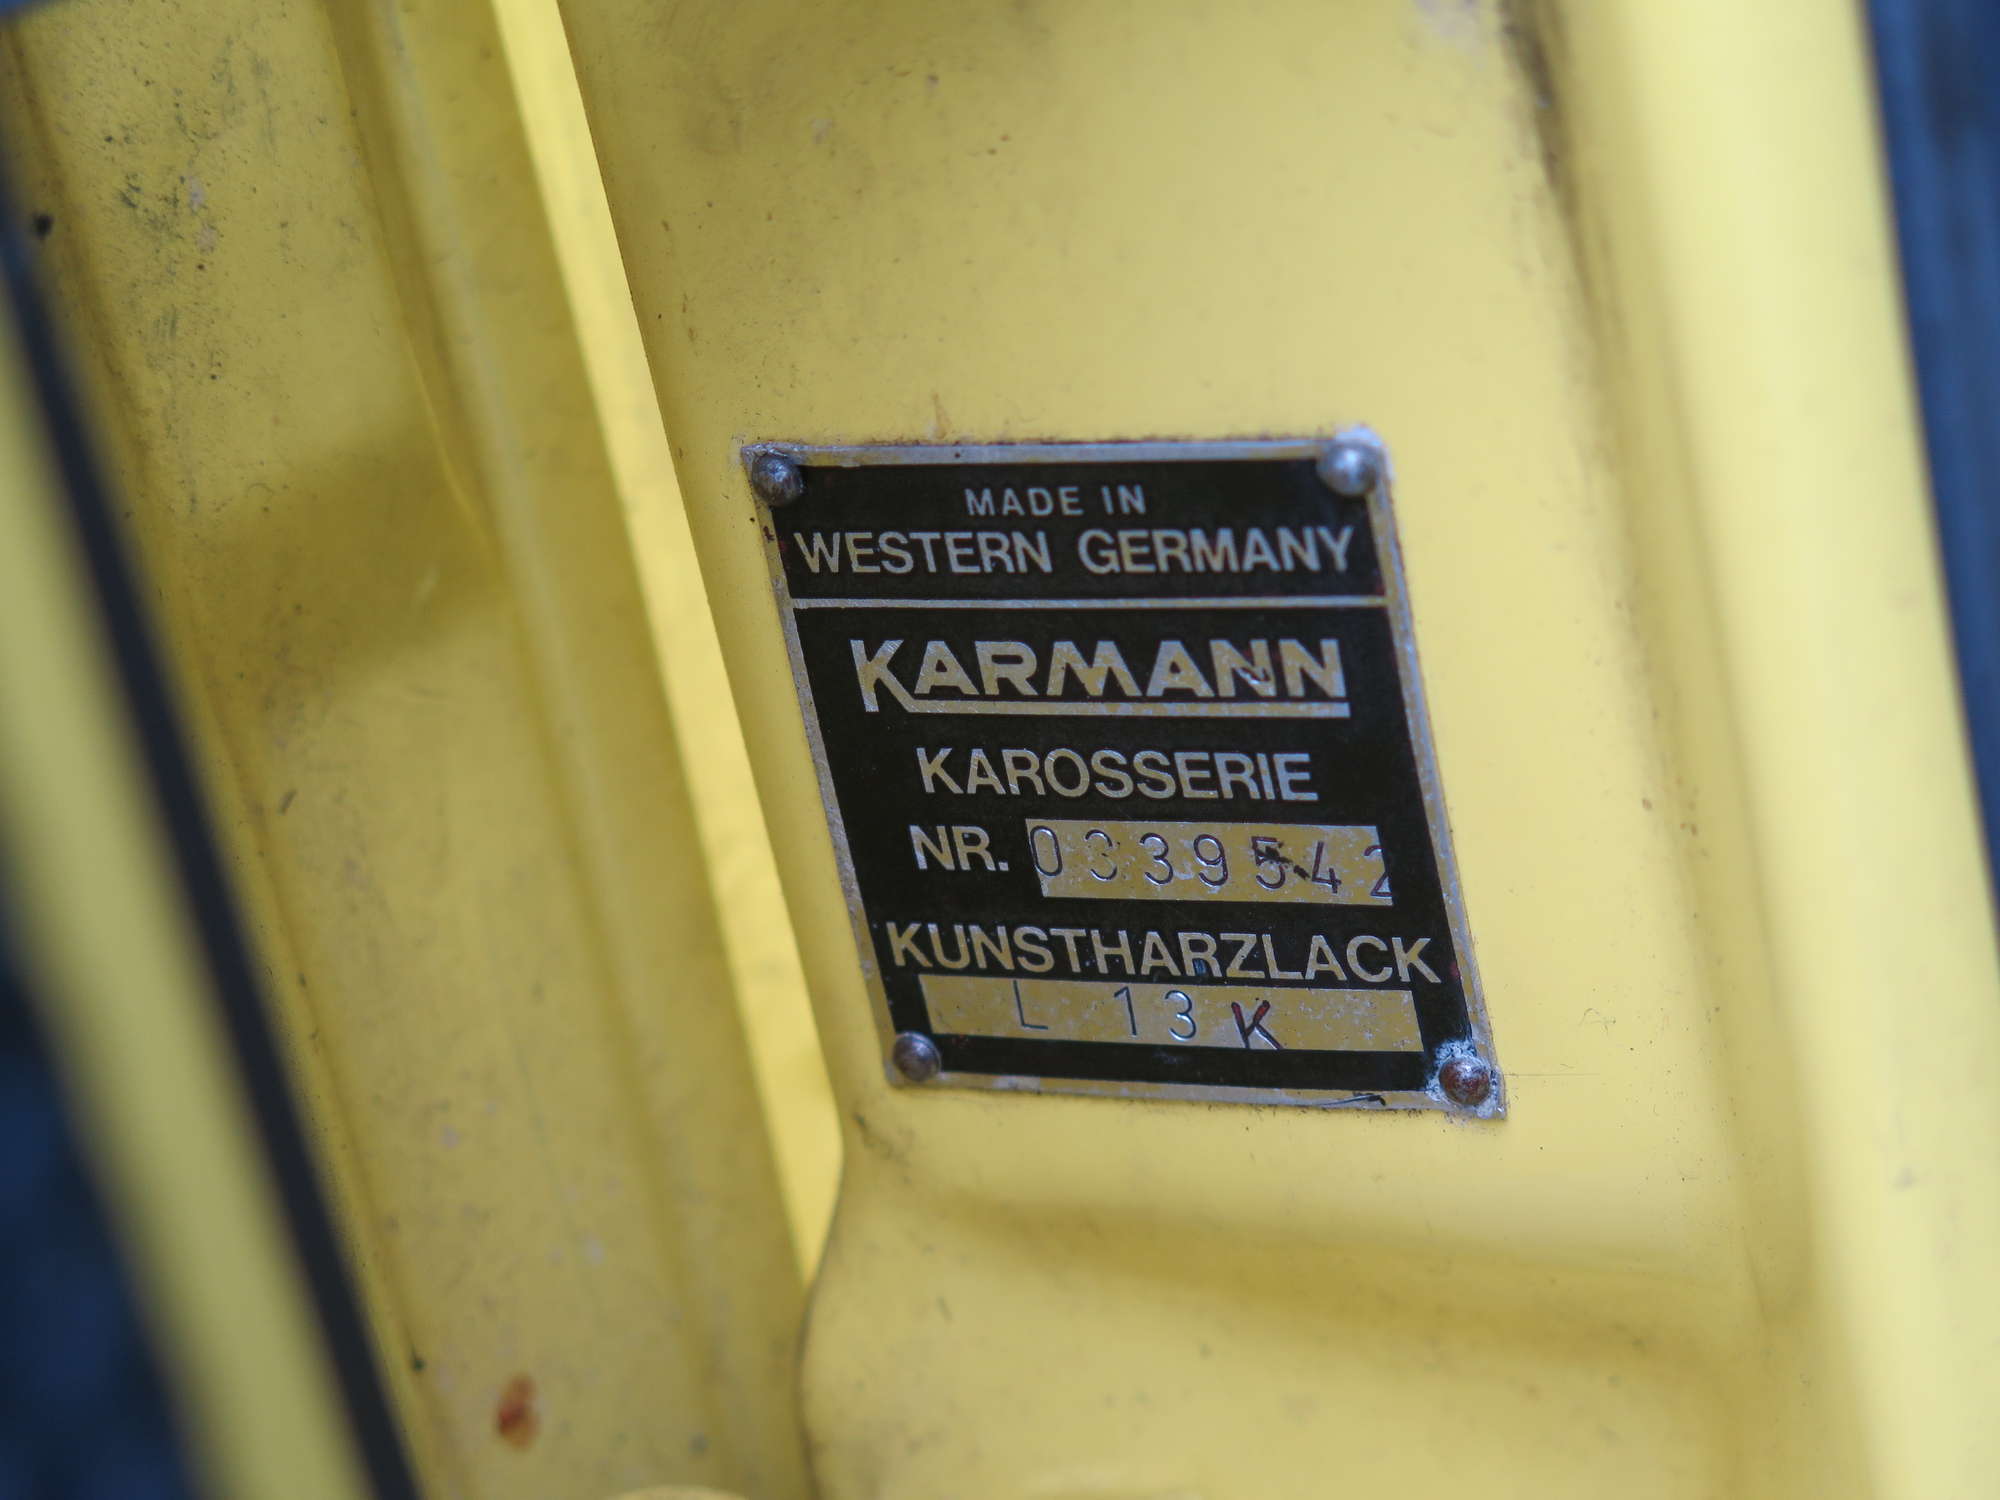 MADE IN
WESTERN GERMANY
KARMANN
KAROSSERIE
NR. 0339542
KUNSTHARZLACK
L 13 K